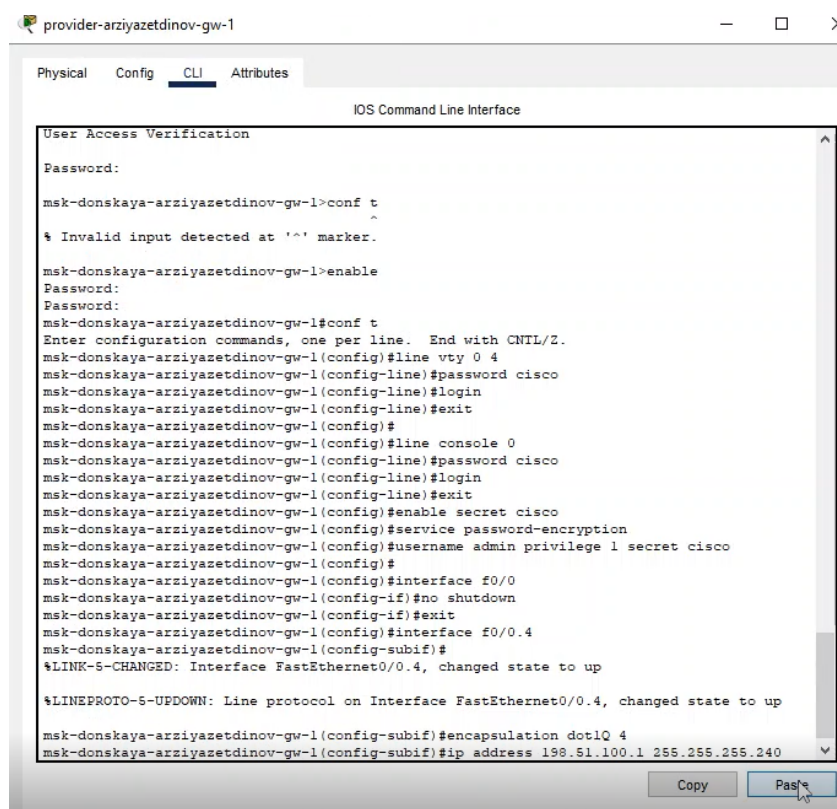 provider-arziyazetdinov-gw-1
Physical Config CLI Attributes
IOS Command Line Interface
User Access Verification
Password:
msk-donskaya-arziyazetdinov-gw-1>conf t
^
% Invalid input detected at '^' marker.
msk-donskaya-arziyazetdinov-gw-1>enable
Password:
Password:
msk-donskaya-arziyazetdinov-gw-1#conf t
Enter configuration commands, one per line. End with CNTL/Z.
msk-donskaya-arziyazetdinov-gw-1(config)#line vty 0 4
msk-donskaya-arziyazetdinov-gw-1(config-line)#password cisco
msk-donskaya-arziyazetdinov-gw-1(config-line)#login
msk-donskaya-arziyazetdinov-gw-1(config-line)#exit
msk-donskaya-arziyazetdinov-gw-1(config)#
msk-donskaya-arziyazetdinov-gw-1(config)#line console 0
msk-donskaya-arziyazetdinov-gw-1(config-line)#password cisco
msk-donskaya-arziyazetdinov-gw-1(config-line)#login
msk-donskaya-arziyazetdinov-gw-1(config-line)#exit
msk-donskaya-arziyazetdinov-gw-1(config)#enable secret cisco
msk-donskaya-arziyazetdinov-gw-1(config)#service password-encryption
msk-donskaya-arziyazetdinov-gw-1(config)#username admin privilege 1 secret cisco
msk-donskaya-arziyazetdinov-gw-1(config)#
msk-donskaya-arziyazetdinov-gw-1(config)#interface f0/0
msk-donskaya-arziyazetdinov-gw-1(config-if)#no shutdown
msk-donskaya-arziyazetdinov-gw-1(config-if)#exit
msk-donskaya-arziyazetdinov-gw-1(config)#interface f0/0.4
msk-donskaya-arziyazetdinov-gw-1(config-subif)#
%LINK-5-CHANGED: Interface FastEthernet0/0.4, changed state to up
%LINEPROTO-5-UPDOWN: Line protocol on Interface FastEthernet0/0.4, changed state to up
msk-donskaya-arziyazetdinov-gw-1(config-subif)#encapsulation dot1Q 4
msk-donskaya-arziyazetdinov-gw-1(config-subif)#ip address 198.51.100.1 255.255.255.240
Copy Paste